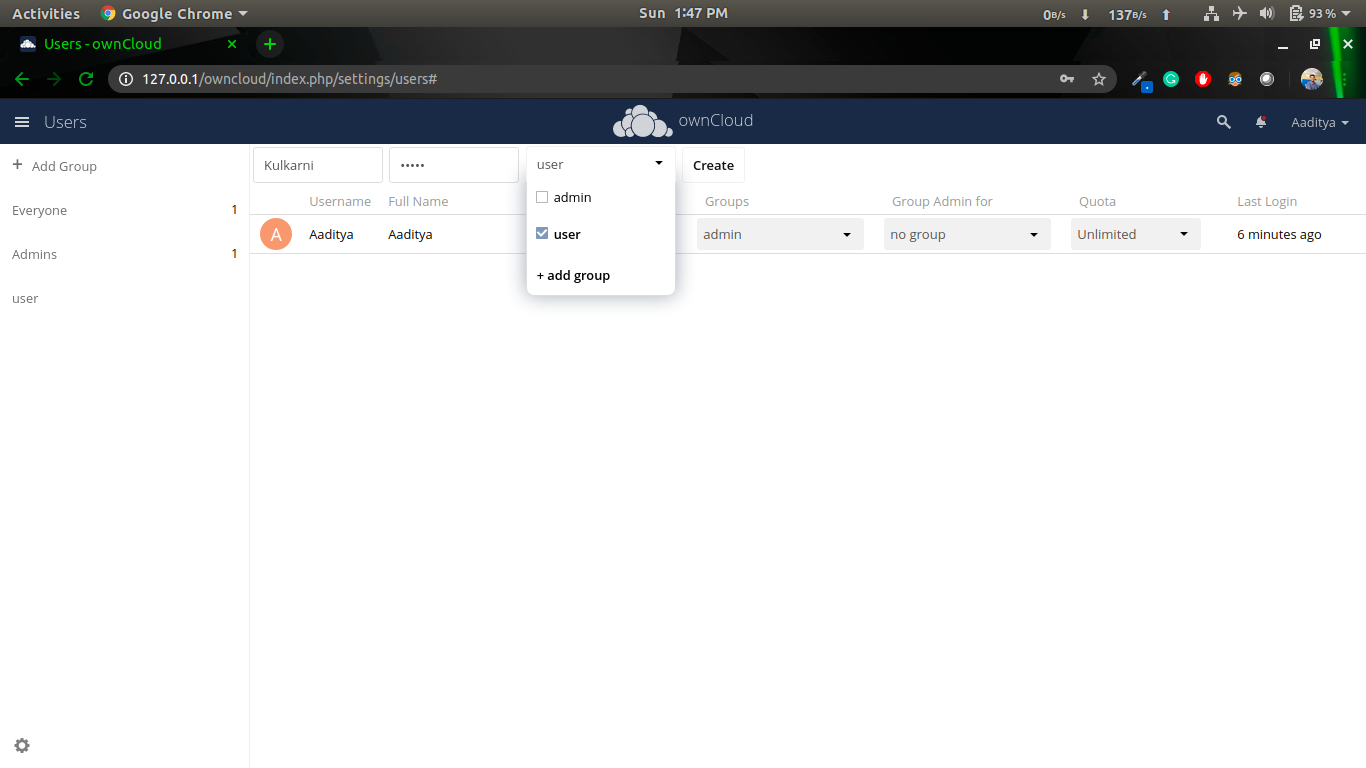 Activities Google Chrome Sun 1:47 PM 0B/s 137B/s 93 %
Users - ownCloud
127.0.0.1/owncloud/index.php/settings/users#
Users ownCloud Aaditya
+ Add Group
Everyone 1
Admins 1
user
Kulkarni ••••• user Create
admin
user
+ add group
Username Full Name Groups Group Admin for Quota Last Login
A Aaditya Aaditya admin no group Unlimited 6 minutes ago